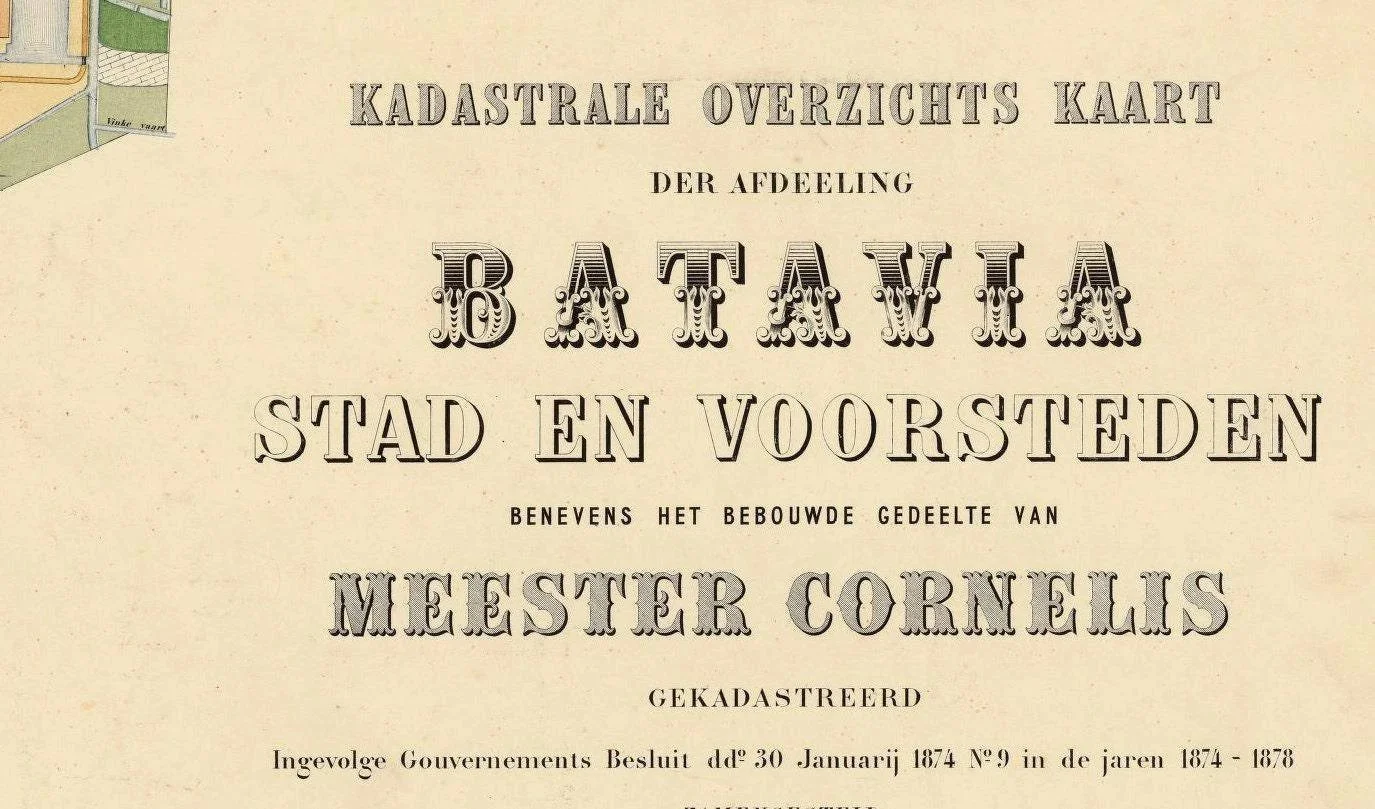 Vinke vaart
KADASTRALE OVERZICHTS KAART
DER AFDEELING
BATAVIA
STAD EN VOORSTEDEN
BENEVENS HET BEBOUWDE GEDEELTE VAN
MEESTER CORNELIS
GEKADASTREERD
Ingevolge Gouvernements Besluit ddº 30 Januarij 1874 Nº 9 in de jaren 1874 - 1878